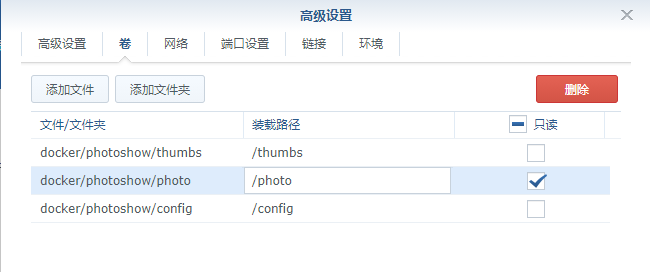 高级设置
高级设置 卷 网络 端口设置 链接 环境
添加文件 添加文件夹 删除
文件/文件夹 装载路径 只读
docker/photoshow/thumbs /thumbs
docker/photoshow/photo /photo
docker/photoshow/config /config